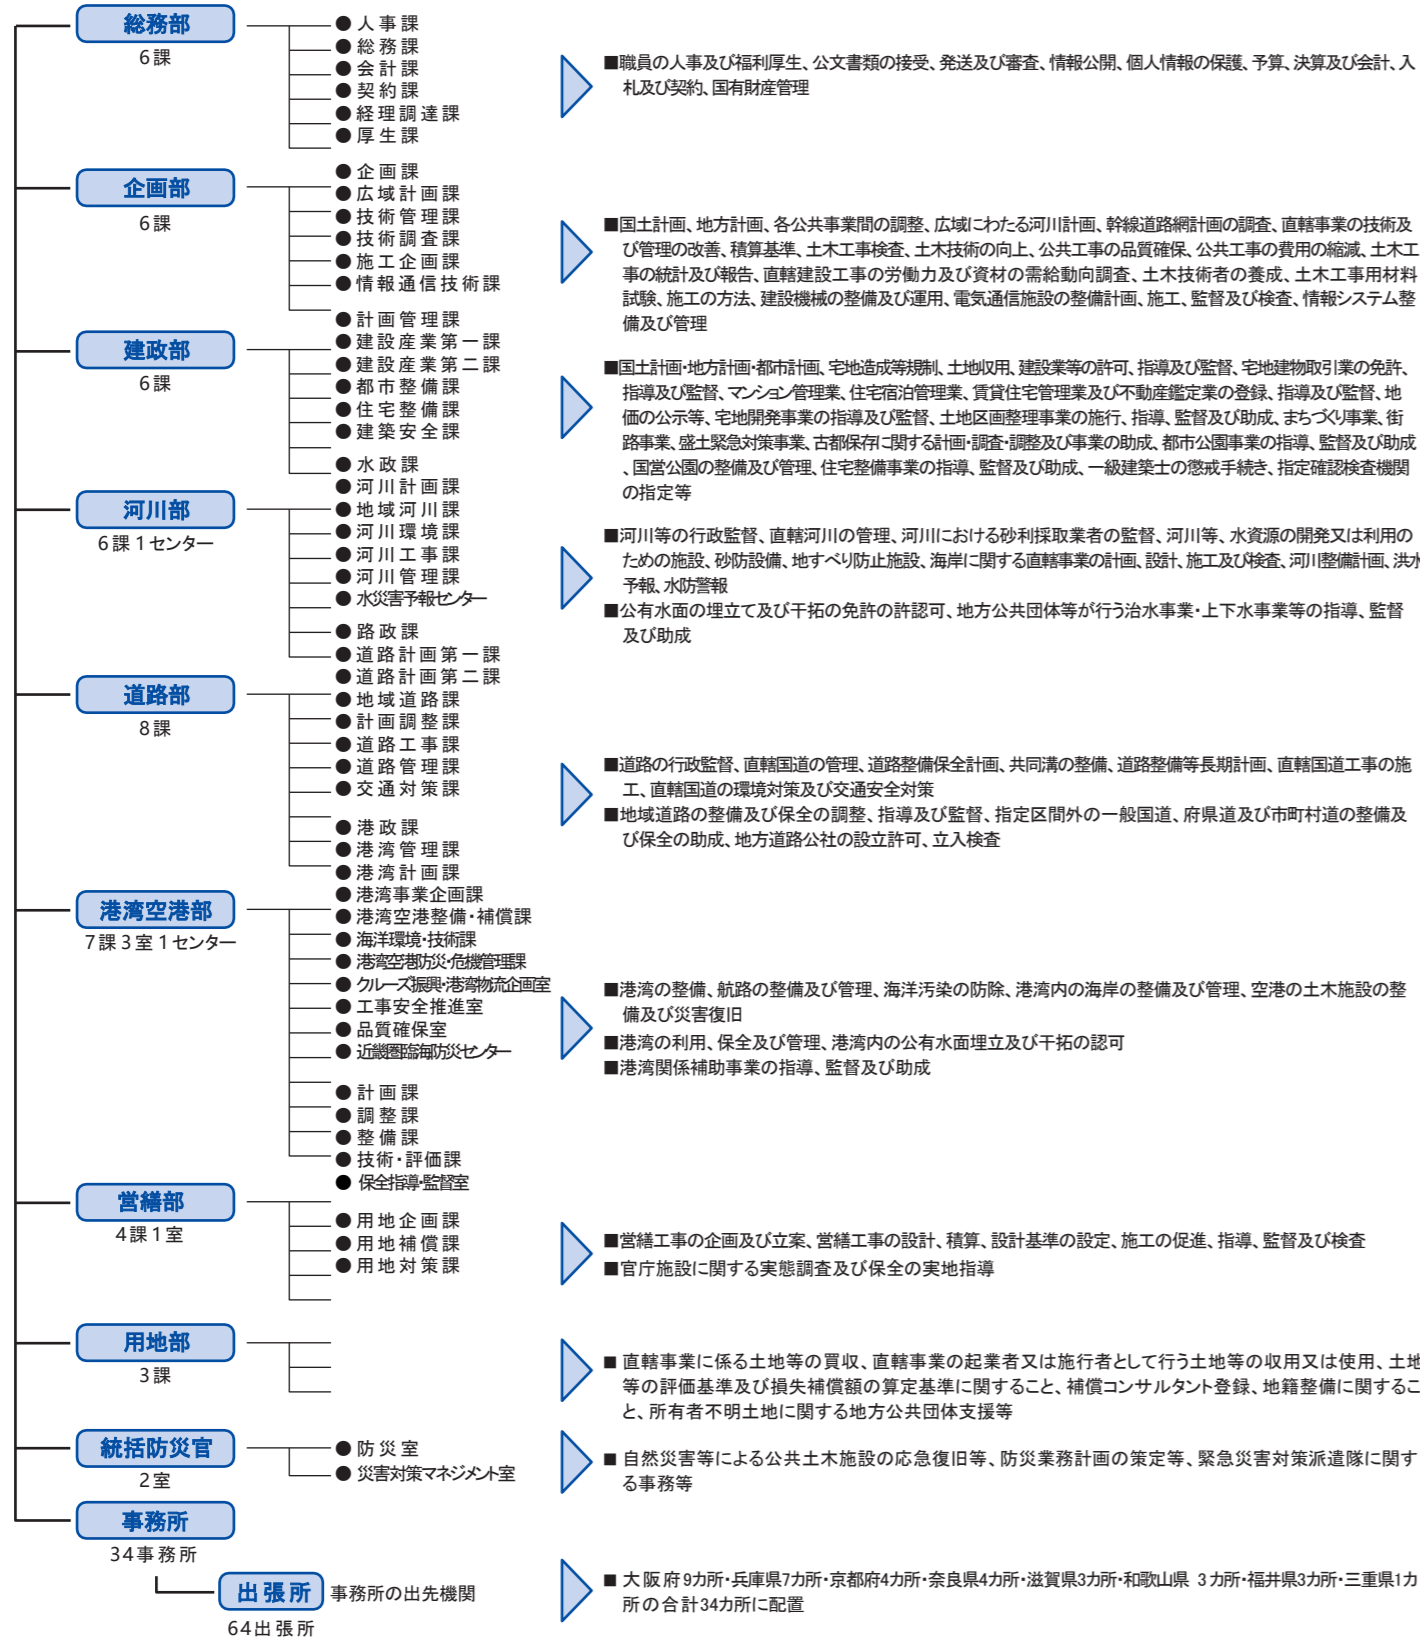 総務部
6課
● 人事課
● 総務課
● 会計課
● 契約課
● 経理調達課
● 厚生課
■職員の人事及び福利厚生、公文書類の接受、発送及び審査、情報公開、個人情報の保護、予算、決算及び会計、入
札及び契約、国有財産管理
企画部
6課
● 企画課
● 広域計画課
● 技術管理課
● 技術調査課
● 施工企画課
● 情報通信技術課
■国土計画、地方計画、各公共事業間の調整、広域にわたる河川計画、幹線道路網計画の調査、直轄事業の技術及
び管理の改善、積算基準、土木工事検査、土木技術の向上、公共工事の品質確保、公共工事の費用の縮減、土木工
事の統計及び報告、直轄建設工事の労働力及び資材の需給動向調査、土木技術者の養成、土木工事用材料
試験、施工の方法、建設機械の整備及び運用、電気通信施設の整備計画、施工、監督及び検査、情報システム整
備及び管理
建政部
6課
● 計画管理課
● 建設産業第一課
● 建設産業第二課
● 都市整備課
● 住宅整備課
● 建築安全課
■国土計画・地方計画・都市計画、宅地造成等規制、土地収用、建設業等の許可、指導及び監督、宅地建物取引業の免許、
指導及び監督、マンション管理業、住宅宿泊管理業、賃貸住宅管理業及び不動産鑑定業の登録、指導及び監督、地
価の公示等、宅地開発事業の指導及び監督、土地区画整理事業の施行、指導、監督及び助成、まちづくり事業、街
路事業、盛土緊急対策事業、古都保存に関する計画・調査・調整及び事業の助成、都市公園事業の指導、監督及び助成
、国営公園の整備及び管理、住宅整備事業の指導、監督及び助成、一級建築士の懲戒手続き、指定確認検査機関
の指定等
河川部
6課1センター
● 水政課
● 河川計画課
● 地域河川課
● 河川環境課
● 河川工事課
● 河川管理課
● 水災害予報センター
■河川等の行政監督、直轄河川の管理、河川における砂利採取業者の監督、河川等、水資源の開発又は利用の
ための施設、砂防設備、地すべり防止施設、海岸に関する直轄事業の計画、設計、施工及び検査、河川整備計画、洪水
予報、水防警報
■公有水面の埋立て及び干拓の免許の許認可、地方公共団体等が行う治水事業・上下水事業等の指導、監督
及び助成
道路部
8課
● 路政課
● 道路計画第一課
● 道路計画第二課
● 地域道路課
● 計画調整課
● 道路工事課
● 道路管理課
● 交通対策課
■道路の行政監督、直轄国道の管理、道路整備保全計画、共同溝の整備、道路整備等長期計画、直轄国道工事の施
工、直轄国道の環境対策及び交通安全対策
■地域道路の整備及び保全の調整、指導及び監督、指定区間外の一般国道、府県道及び市町村道の整備及
び保全の助成、地方道路公社の設立許可、立入検査
港湾空港部
7課3室1センター
● 港政課
● 港湾管理課
● 港湾計画課
● 港湾事業企画課
● 港湾空港整備・補償課
● 海洋環境・技術課
● 港湾空港防災・危機管理課
● クルーズ振興・港湾物流企画室
● 工事安全推進室
● 品質確保室
● 近畿圏臨海防災センター
■港湾の整備、航路の整備及び管理、海洋汚染の防除、港湾内の海岸の整備及び管理、空港の土木施設の整
備及び災害復旧
■港湾の利用、保全及び管理、港湾内の公有水面埋立及び干拓の認可
■港湾関係補助事業の指導、監督及び助成
営繕部
4課1室
● 計画課
● 調整課
● 整備課
● 技術・評価課
● 保全指導・監督室
■営繕工事の企画及び立案、営繕工事の設計、積算、設計基準の設定、施工の促進、指導、監督及び検査
■官庁施設に関する実態調査及び保全の実地指導
用地部
3課
● 用地企画課
● 用地補償課
● 用地対策課
■ 直轄事業に係る土地等の買収、直轄事業の起業者又は施行者として行う土地等の収用又は使用、土地
等の評価基準及び損失補償額の算定基準に関すること、補償コンサルタント登録、地籍整備に関するこ
と、所有者不明土地に関する地方公共団体支援等
統括防災官
2室
● 防災室
● 災害対策マネジメント室
■ 自然災害等による公共土木施設の応急復旧等、防災業務計画の策定等、緊急災害対策派遣隊に関す
る事務等
事務所
34事務所
出張所 事務所の出先機関
64出張所
■ 大阪府9カ所・兵庫県7カ所・京都府4カ所・奈良県4カ所・滋賀県3カ所・和歌山県 3カ所・福井県3カ所・三重県1カ
所の合計34カ所に配置